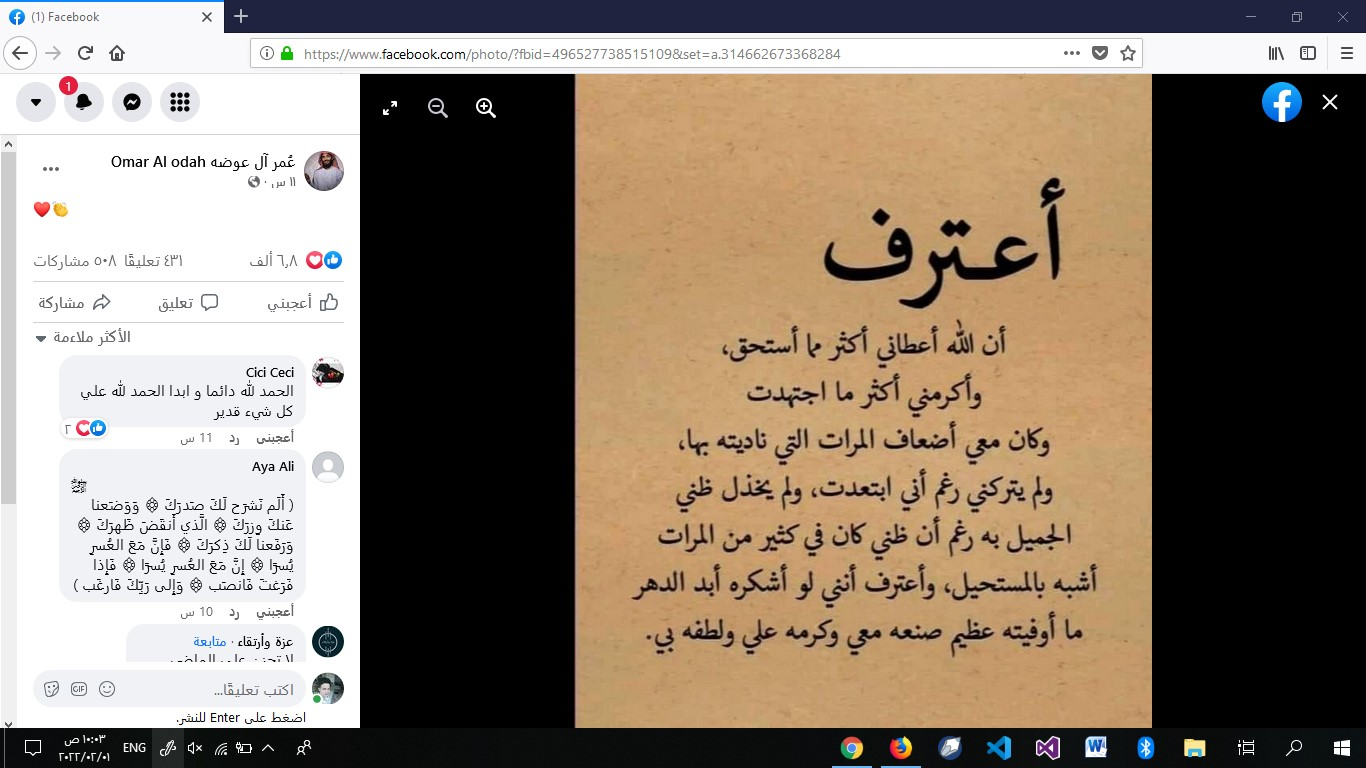 (1) Facebook
https://www.facebook.com/photo/?fbid=496527738515109&set=a.314662673368284
1
عُمر آل عوضه Omar Al odah
١١ س
❤️👏
٦,٨ ألف
٤٣١ تعليقًا ٥٠٨ مشاركات
أعجبني
تعليق
مشاركة
الأكثر ملاءمة
Cici Ceci
الحمد لله دائما و ابدا الحمد لله علي
كل شيء قدير
٢
أعجبني رد 11 س
Aya Ali
﷽
( أَلَم نَشرَح لَكَ صَدرَكَ ۞ وَوَضَعنا
عَنكَ وِزرَكَ ۞ الَّذي أَنقَضَ ظَهرَكَ ۞
وَرَفَعنا لَكَ ذِكرَكَ ۞ فَإِنَّ مَعَ العُسرِ
يُسرًا ۞ إِنَّ مَعَ العُسرِ يُسرًا ۞ فَإِذا
فَرَغتَ فَانصَب ۞ وَإِلى رَبِّكَ فَارغَب )
أعجبني رد 10 س
عزة وأرتقاء · متابعة
اكتب تعليقًا...
GIF
اضغط على Enter للنشر.
أعترف
أن الله أعطاني أكثر مما أستحق،
وأكرمني أكثر ما اجتهدت
وكان معي أضعاف المرات التي ناديته بها،
ولم يتركني رغم أني ابتعدت، ولم يخذل ظني
الجميل به رغم أن ظني كان في كثير من المرات
أشبه بالمستحيل، وأعترف أنني لو أشكره أبد الدهر
ما أوفيته عظيم صنعه معي وكرمه علي ولطفه بي.
ENG
١٠:٠٣ ص
٢٠٢٢/٠٢/٠١